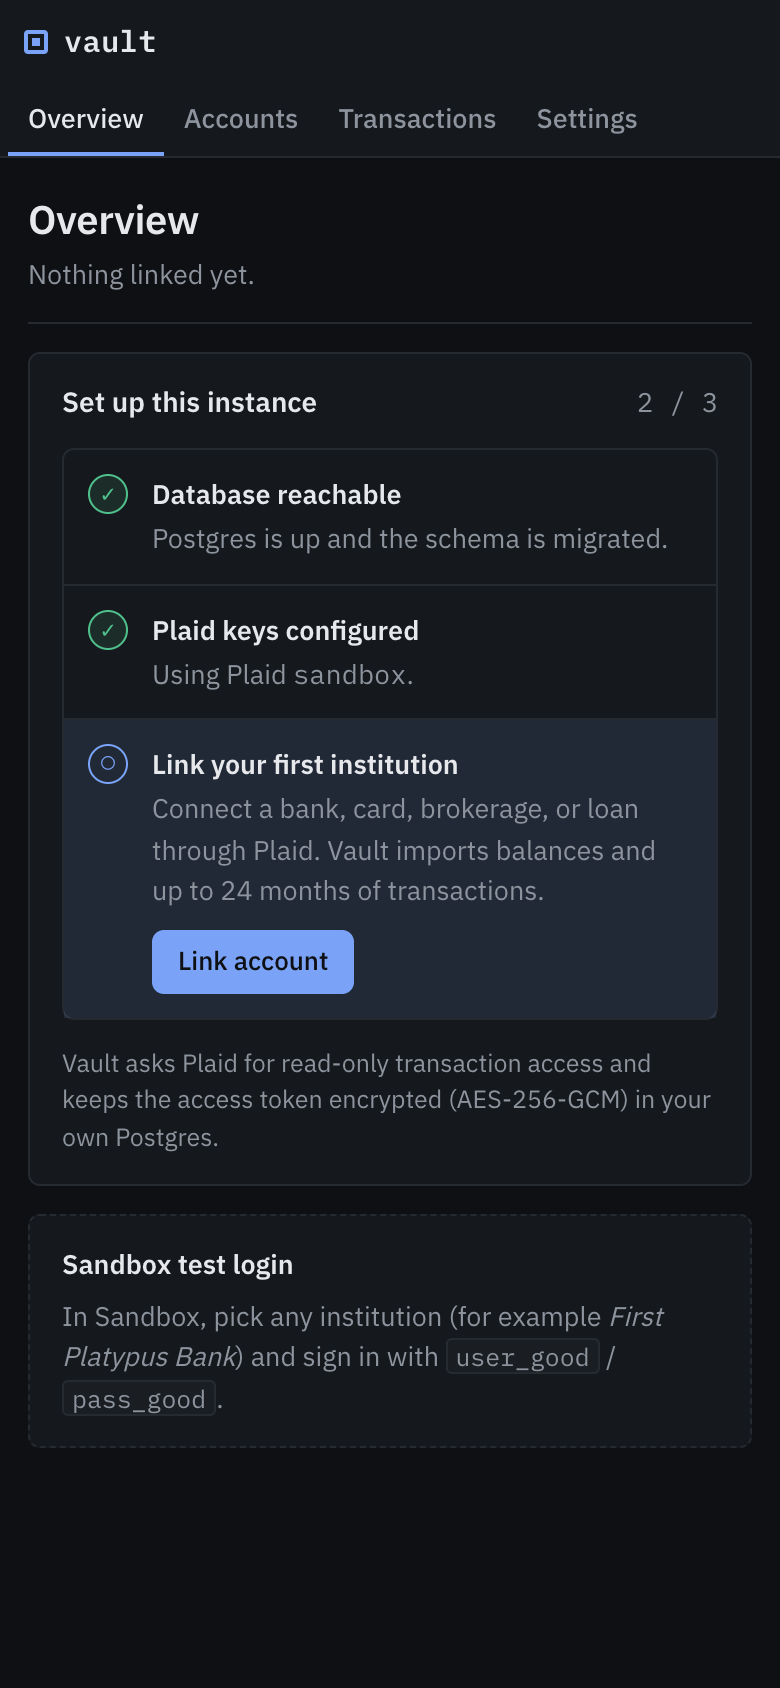 vault
Overview Accounts Transactions Settings
Overview
Nothing linked yet.
Set up this instance 2 / 3
✓ Database reachable
Postgres is up and the schema is migrated.
✓ Plaid keys configured
Using Plaid sandbox.
○ Link your first institution
Connect a bank, card, brokerage, or loan
through Plaid. Vault imports balances and
up to 24 months of transactions.
Link account
Vault asks Plaid for read-only transaction access and
keeps the access token encrypted (AES-256-GCM) in your
own Postgres.
Sandbox test login
In Sandbox, pick any institution (for example First
Platypus Bank) and sign in with user_good /
pass_good.